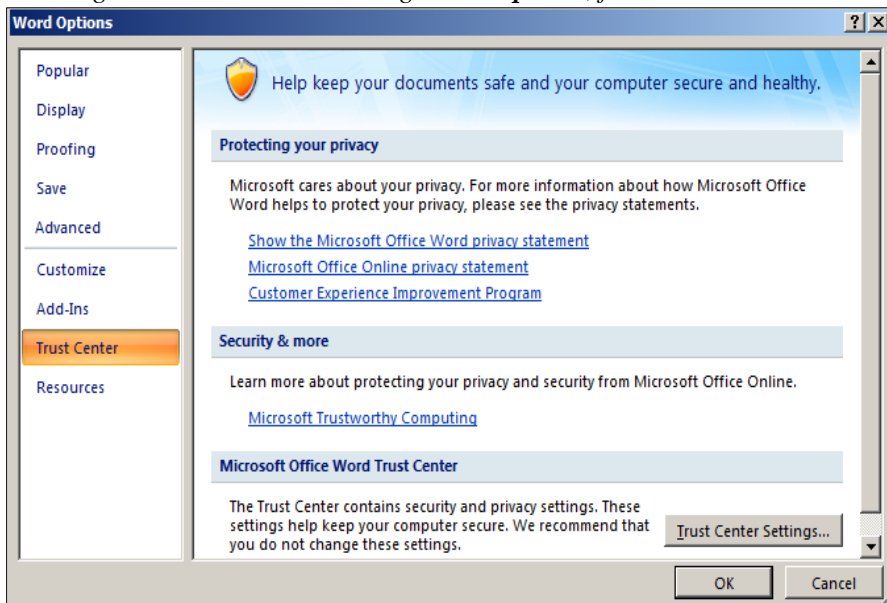 Word Options
Popular
Display
Proofing
Save
Advanced
Customize
Add-Ins
Trust Center
Resources
Help keep your documents safe and your computer secure and healthy.
Protecting your privacy
Microsoft cares about your privacy. For more information about how Microsoft Office
Word helps to protect your privacy, please see the privacy statements.
Show the Microsoft Office Word privacy statement
Microsoft Office Online privacy statement
Customer Experience Improvement Program
Security & more
Learn more about protecting your privacy and security from Microsoft Office Online.
Microsoft Trustworthy Computing
Microsoft Office Word Trust Center
The Trust Center contains security and privacy settings. These
settings help keep your computer secure. We recommend that
you do not change these settings.
Trust Center Settings...
OK
Cancel